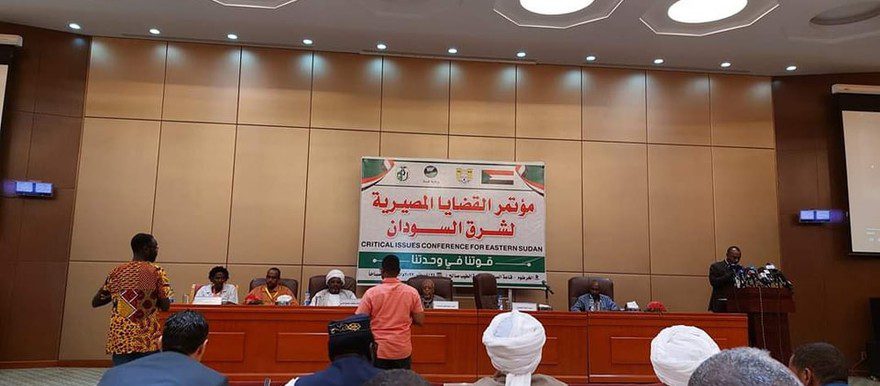 مؤتمر القضايا المصيرية
لشرق السودان
CRITICAL ISSUES CONFERENCE FOR EASTERN SUDAN
قوتنا في وحدتنا